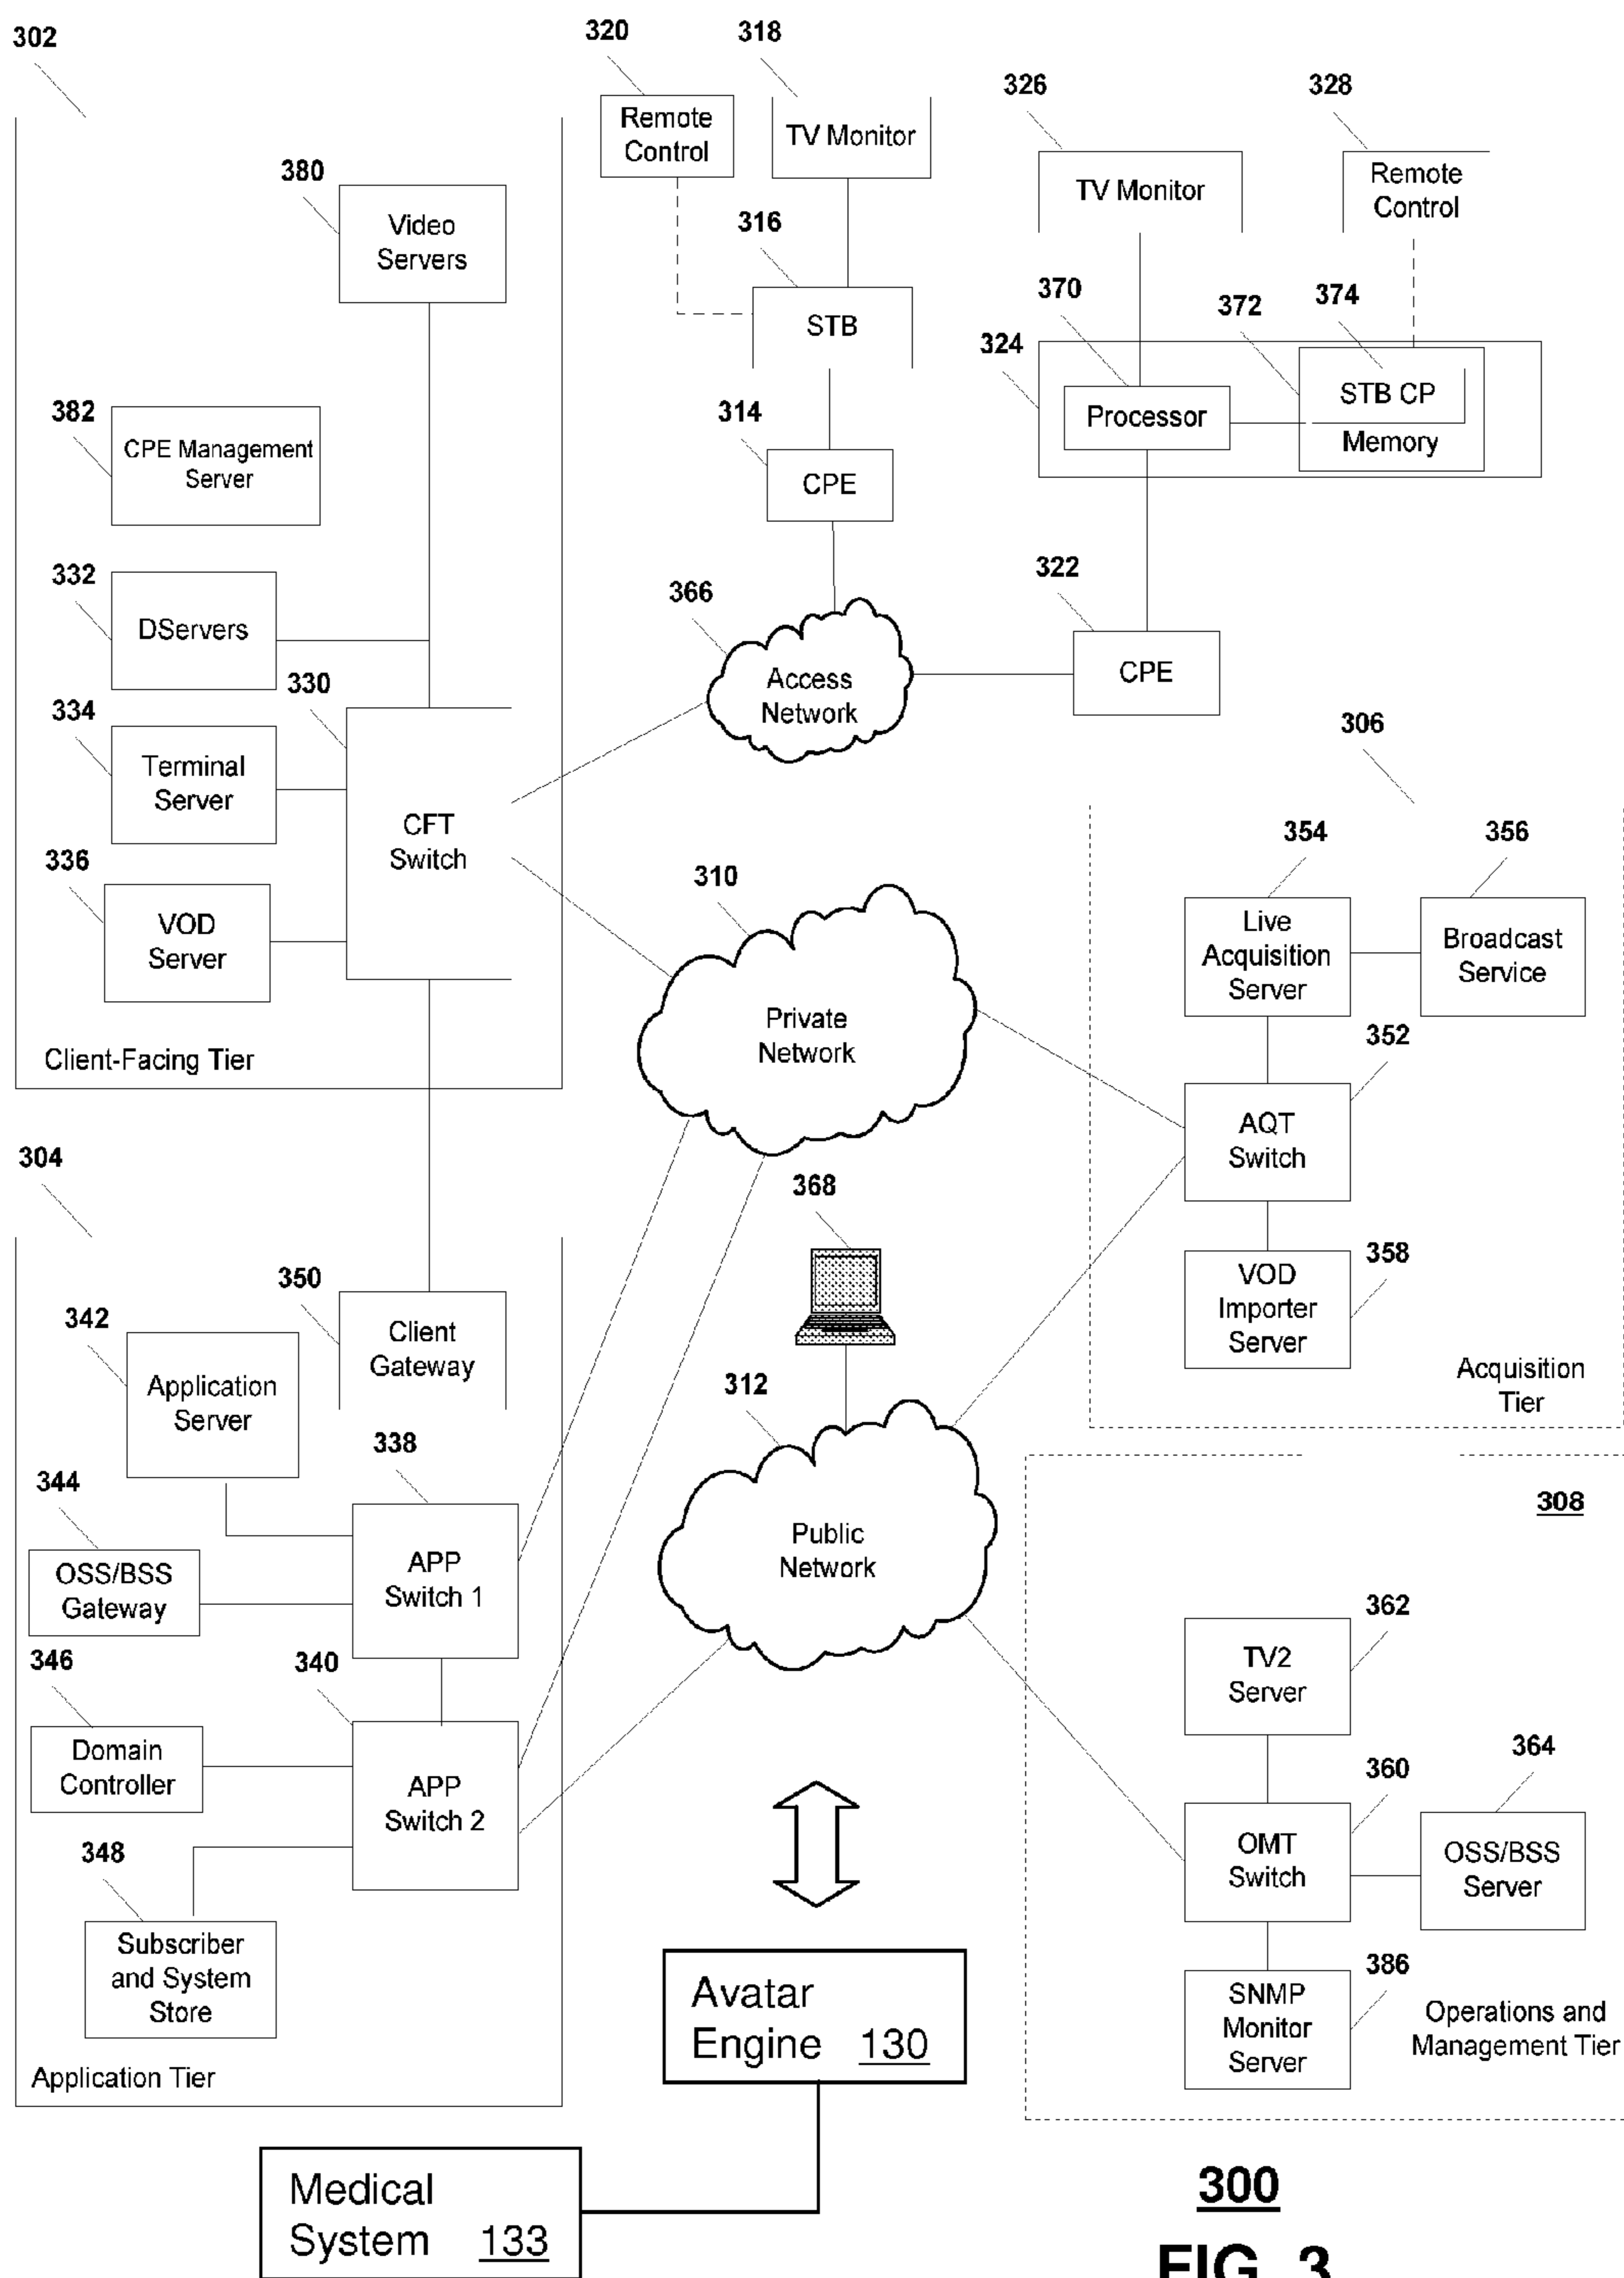 302
320
318
326
328
Remote
Control
TV Monitor
TV Monitor
Remote
Control
380
Video
Servers
316
STB
370
372
374
324
Processor
STB CP
Memory
382
CPE Management
Server
314
CPE
332
DServers
366
Access
Network
322
CPE
330
334
Terminal
Server
CFT
Switch
336
VOD
Server
Client-Facing Tier
310
Private
Network
306
354
356
Live
Acquisition
Server
Broadcast
Service
352
AQT
Switch
358
VOD
Importer
Server
Acquisition
Tier
304
350
Client
Gateway
342
Application
Server
338
344
OSS/BSS
Gateway
APP
Switch 1
346
340
Domain
Controller
APP
Switch 2
348
Subscriber
and System
Store
Application Tier
368
312
Public
Network
308
362
TV2
Server
360
364
OMT
Switch
OSS/BSS
Server
386
SNMP
Monitor
Server
Operations and
Management Tier
Avatar
Engine 130
Medical
System 133
300
FIG. 3